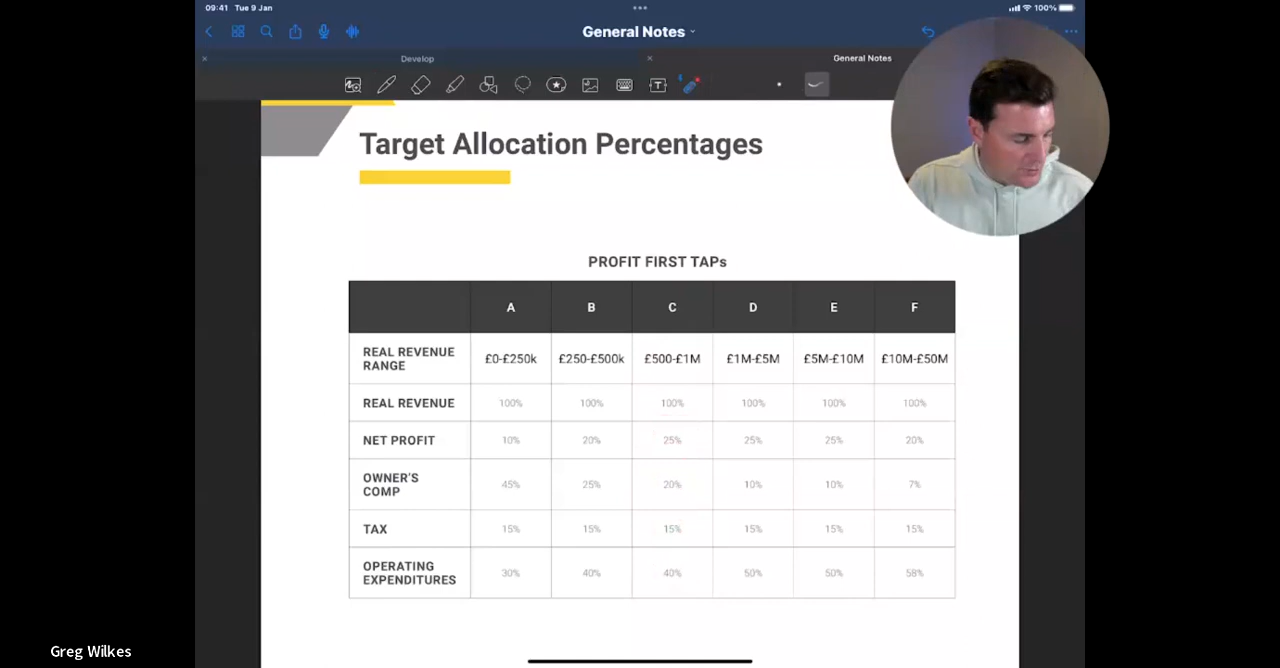 09:41 Tue 9 Jan
100%
General Notes
Develop
General Notes
Target Allocation Percentages
PROFIT FIRST TAPs
A B C D E F
REAL REVENUE RANGE £0-£250k £250-£500k £500-£1M £1M-£5M £5M-£10M £10M-£50M
REAL REVENUE 100% 100% 100% 100% 100% 100%
NET PROFIT 10% 20% 25% 25% 25% 20%
OWNER'S COMP 45% 25% 20% 10% 10% 7%
TAX 15% 15% 15% 15% 15% 15%
OPERATING EXPENDITURES 30% 40% 40% 50% 50% 58%
Greg Wilkes